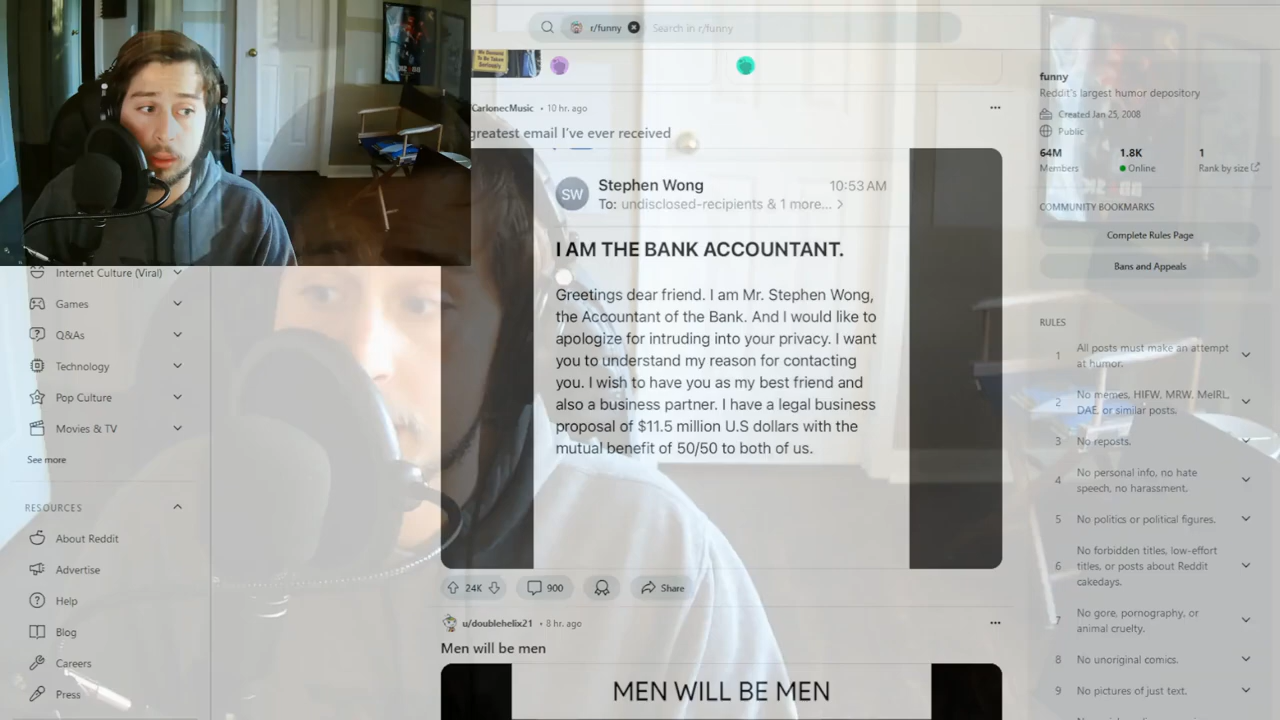 r/funny
Search in r/funny
CarlonecMusic • 10 hr. ago
greatest email I've ever received
SW
Stephen Wong
10:53 AM
To: undisclosed-recipients & 1 more...
I AM THE BANK ACCOUNTANT.
Greetings dear friend. I am Mr. Stephen Wong,
the Accountant of the Bank. And I would like to
apologize for intruding into your privacy. I want
you to understand my reason for contacting
you. I wish to have you as my best friend and
also a business partner. I have a legal business
proposal of $11.5 million U.S dollars with the
mutual benefit of 50/50 to both of us.
24K
900
Share
u/doublehelix21 • 8 hr. ago
Men will be men
MEN WILL BE MEN
Internet Culture (Viral)
Games
Q&As
Technology
Pop Culture
Movies & TV
See more
RESOURCES
About Reddit
Advertise
Help
Blog
Careers
Press
funny
Reddit's largest humor depository
Created Jan 25, 2008
Public
64M
1.8K
1
Members
Online
Rank by size
COMMUNITY BOOKMARKS
Complete Rules Page
Bans and Appeals
RULES
1
All posts must make an attempt
at humor.
2
No memes, HIFW, MRW, MeIRL,
DAE, or similar posts.
3
No reposts.
4
No personal info, no hate
speech, no harassment.
5
No politics or political figures.
6
No forbidden titles, low-effort
titles, or posts about Reddit
cakedays.
7
No gore, pornography, or
animal cruelty.
8
No unoriginal comics.
9
No pictures of just text.